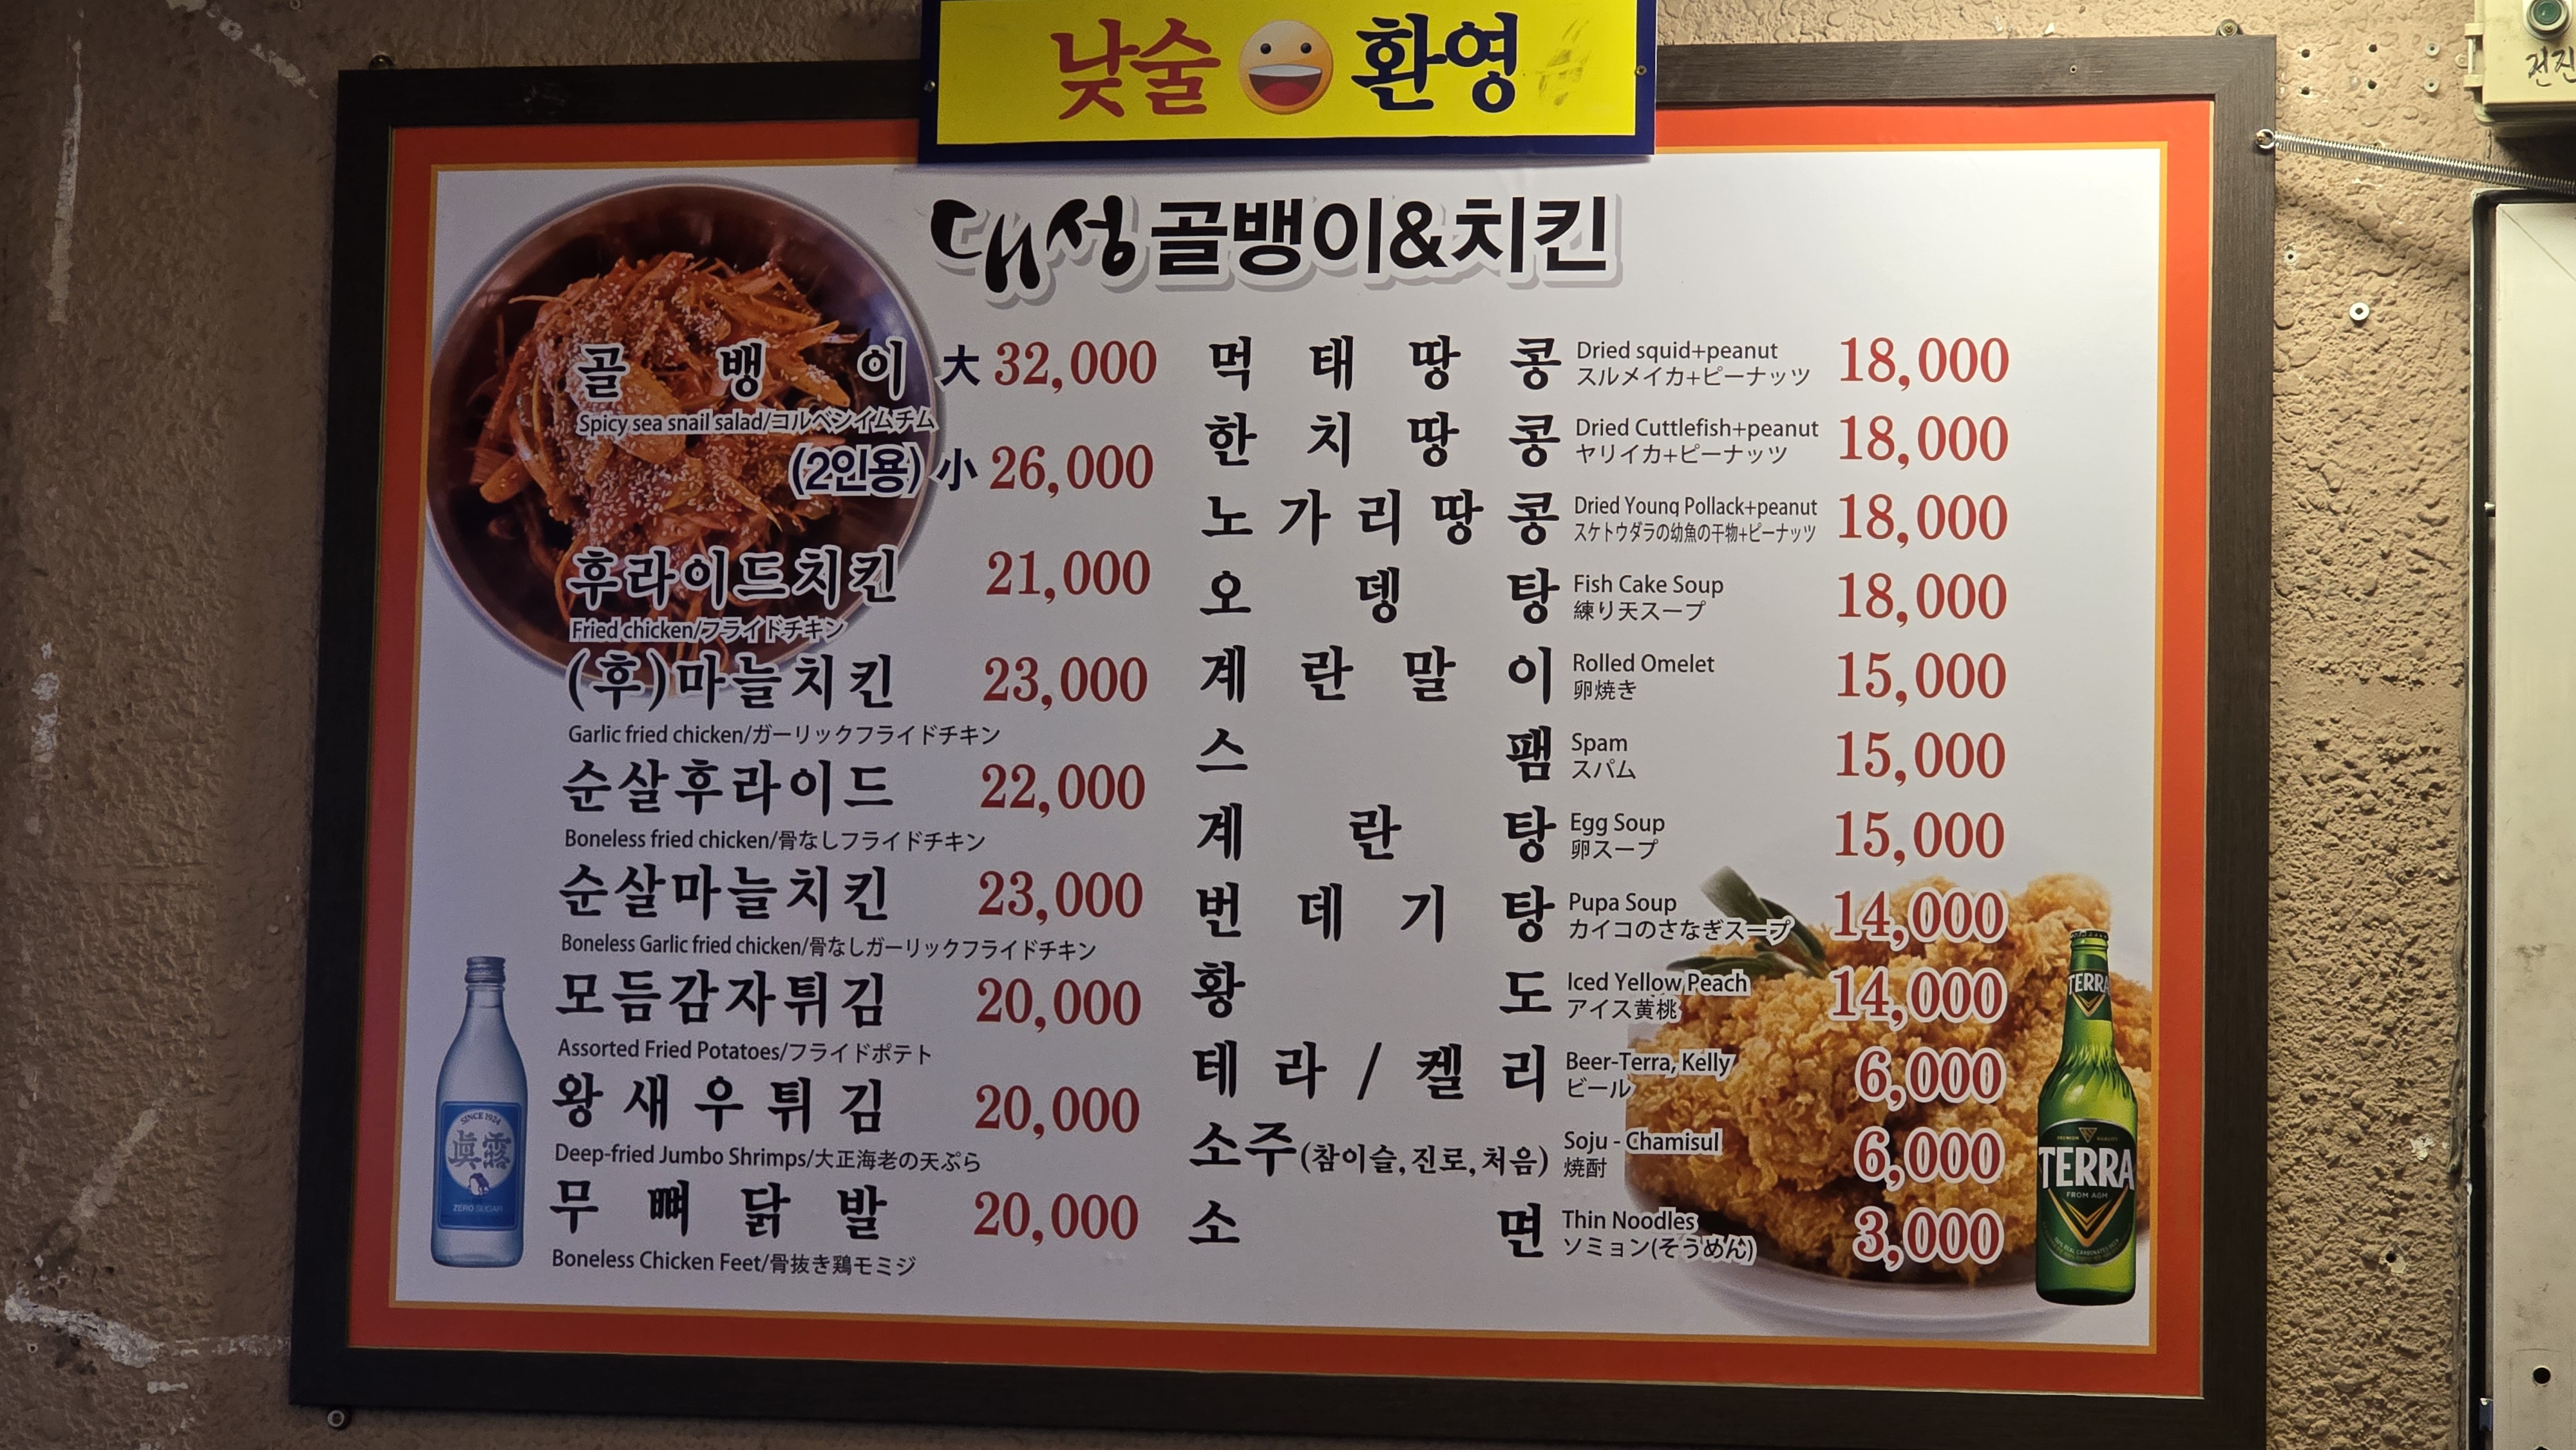 낮술 환영
대성 골뱅이&치킨
골뱅이 大 32,000
Spicy sea snail salad/コルベンイムチム
(2인용) 小 26,000
후라이드치킨 21,000
Fried chicken/フライドチキン
(후)마늘치킨 23,000
Garlic fried chicken/ガーリックフライドチキン
순살후라이드 22,000
Boneless fried chicken/骨なしフライドチキン
순살마늘치킨 23,000
Boneless Garlic fried chicken/骨なしガーリックフライドチキン
모듬감자튀김 20,000
Assorted Fried Potatoes/フライドポテト
왕새우튀김 20,000
Deep-fried Jumbo Shrimps/大正海老の天ぷら
무뼈닭발 20,000
Boneless Chicken Feet/骨抜き鶏モミジ
먹태땅콩 Dried squid+peanut 18,000
スルメイカ+ピーナッツ
한치땅콩 Dried Cuttlefish+peanut 18,000
ヤリイカ+ピーナッツ
노가리땅콩 Dried Young Pollack+peanut 18,000
スケトウダラの幼魚の干物+ピーナッツ
오뎅탕 Fish Cake Soup 18,000
練り天スープ
계란말이 Rolled Omelet 15,000
卵焼き
스팸 Spam 15,000
スパム
계란탕 Egg Soup 15,000
卵スープ
번데기탕 Pupa Soup 14,000
カイコのさなぎスープ
황도 Iced Yellow Peach 14,000
アイス黄桃
테라/켈리 Beer-Terra, Kelly 6,000
ビール
소주(참이슬,진로,처음) Soju - Chamisul 6,000
焼酎
소면 Thin Noodles 3,000
ソミョン(そうめん)
SINCE 1924
眞露
ZERO SUGAR
TERRA
TERRA
FROM AGM
전진